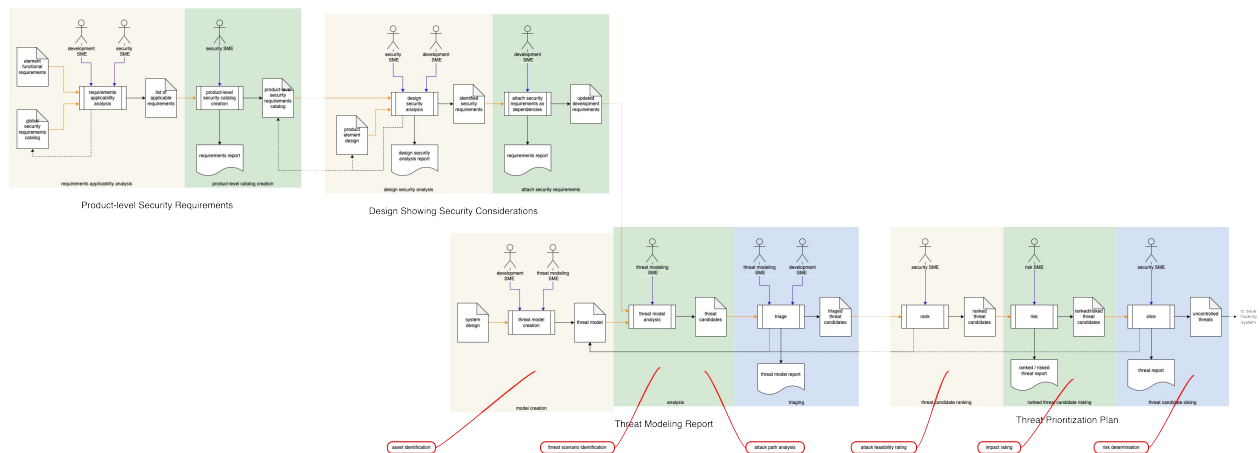 development
SME
security
SME
security SME
element
functional
requirements
requirements
applicability
analysis
list of
applicable
requirements
product-level
security catalog
creation
product-level
security
requirements
catalog
global
security
requirements
catalog
requirements report
requirements applicability analysis
product-level catalog creation
Product-level Security Requirements
security
SME
development
SME
development
SME
design
security
analysis
identified
security
requirements
attach security
requirements as
dependencies
updated
development
requirements
product
element
design
design security
analysis report
requirements report
design security analysis
attach security requirements
Design Showing Security Considerations
development
SME
threat modeling
SME
threat modeling
SME
threat modeling
SME
development
SME
system
design
threat model
creation
threat model
threat model
analysis
threat
candidates
triage
triaged
threat
candidates
threat model report
model creation
analysis
triaging
Threat Modeling Report
security SME
risk SME
security SME
rank
ranked
threat
candidates
risk
ranked/risked
threat
candidates
slice
uncontrolled
threats
to issue
tracking
system
ranked / risked
threat report
threat report
threat candidate ranking
ranked threat candidate risking
threat candidate slicing
Threat Prioritization Plan
asset identification
threat scenario identification
attack path analysis
attack feasibility rating
impact rating
risk determination